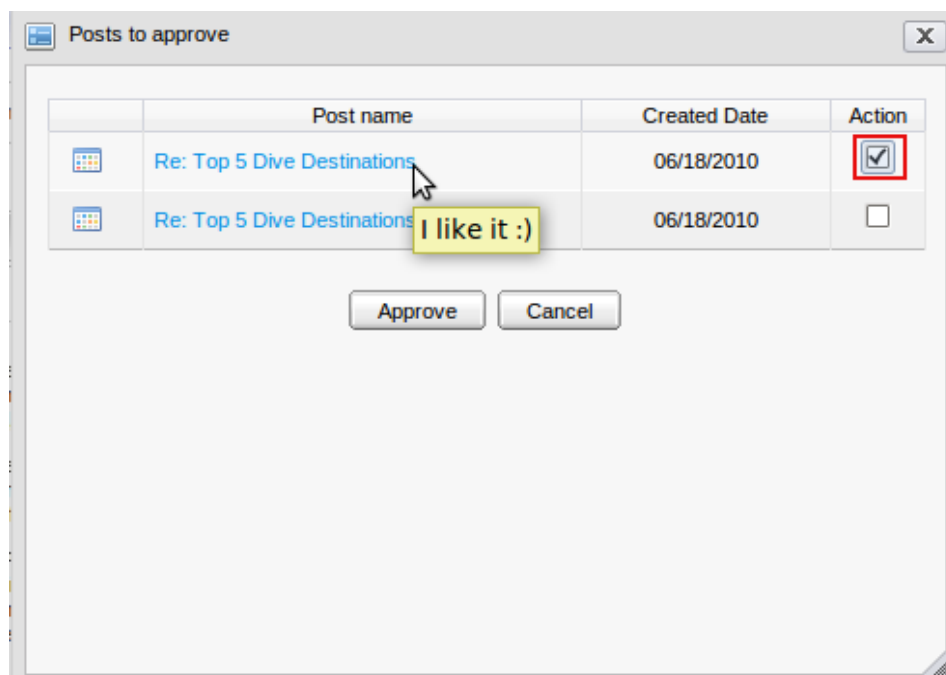 Posts to approve
Post name Created Date Action
Re: Top 5 Dive Destinations 06/18/2010
Re: Top 5 Dive Destinations 06/18/2010
I like it :)
Approve Cancel